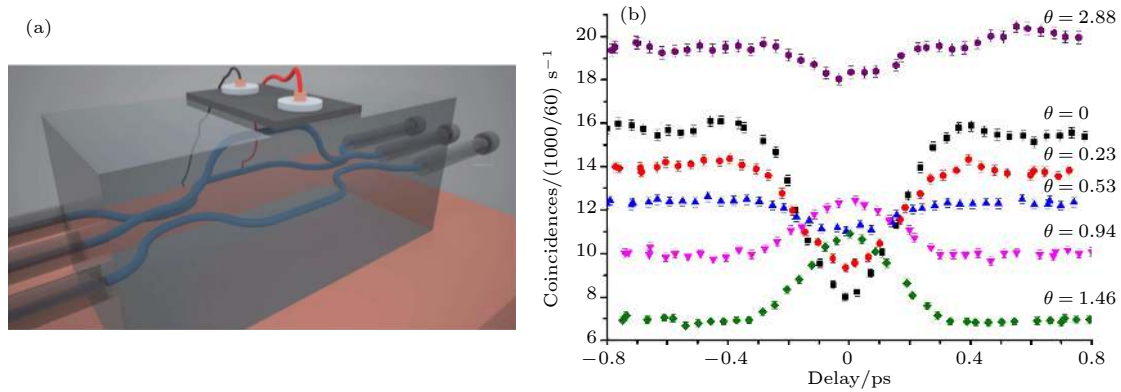 (a)
(b)
θ = 2.88
θ = 0
θ = 0.23
θ = 0.53
θ = 0.94
θ = 1.46
Coincidences/(1000/60) s⁻¹
20
18
16
14
12
10
8
6
−0.8
−0.4
0
0.4
0.8
Delay/ps